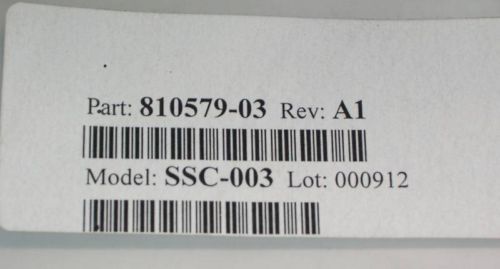 Part: 810579-03 Rev: A1
Model: SSC-003 Lot: 000912